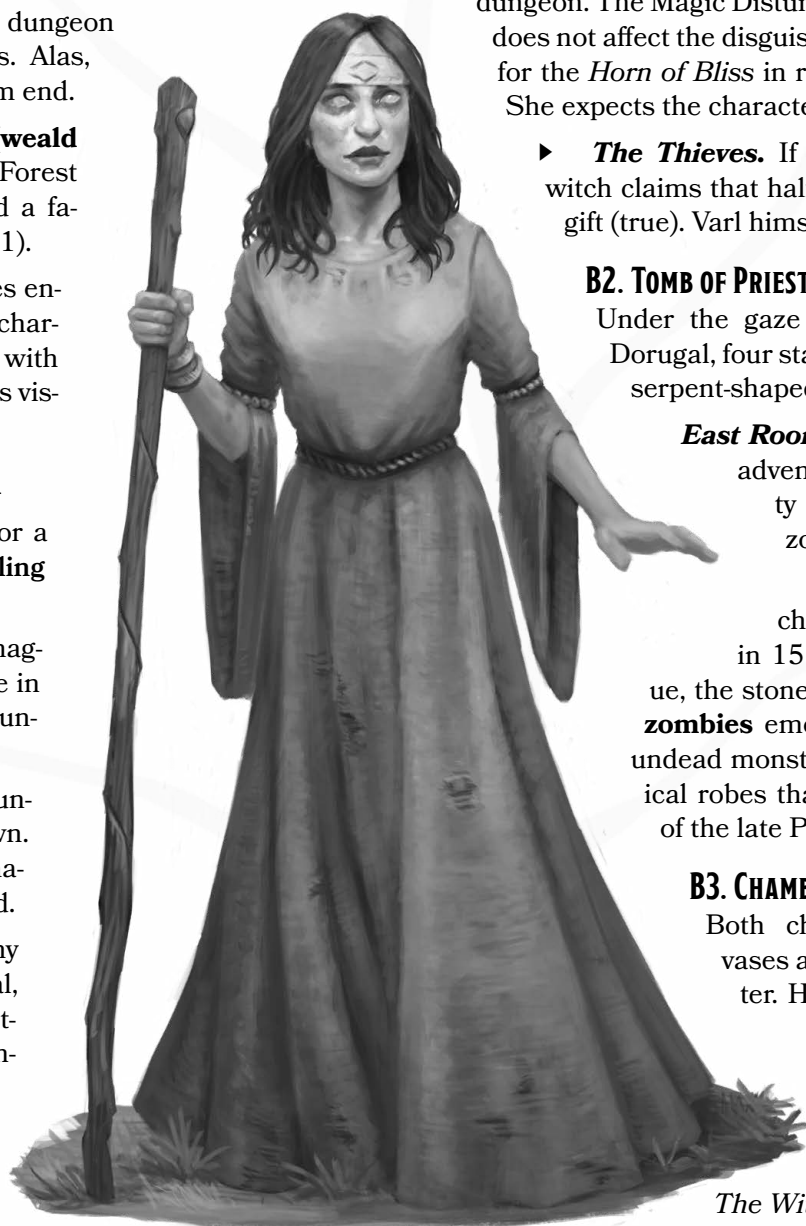 dungeon
s. Alas,
m end.
weald
Forest
d a fa-
1).
es en-
char-
with
s vis-
or a
ling
mag-
e in
un-
un-
wn.
d.
ny
al,
t-
n-
dungeon. The Magic Distur
does not affect the disguis
for the Horn of Bliss in r
She expects the characte
▶ The Thieves. If
witch claims that hal
gift (true). Varl hims
B2. TOMB OF PRIEST
Under the gaze
Dorugal, four sta
serpent-shaped
East Roo
adven
ty
zo
ch
in 15
ue, the stone
zombies eme
undead monst
ical robes tha
of the late P
B3. CHAMB
Both ch
vases a
ter. H
The Wi